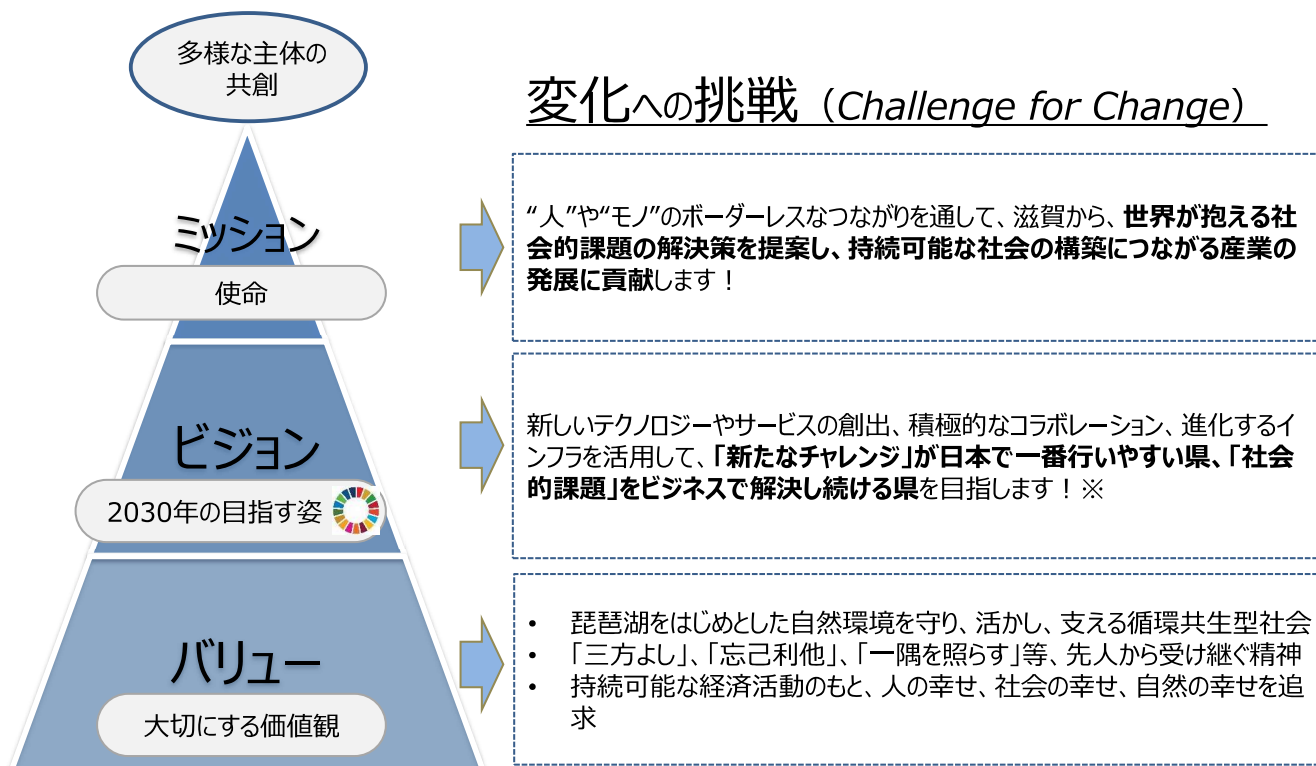 多様な主体の
共創
変化への挑戦（Challenge for Change）
ミッション
使命
“人”や“モノ”のボーダーレスなつながりを通して、滋賀から、世界が抱える社
会的課題の解決策を提案し、持続可能な社会の構築につながる産業の
発展に貢献します！
ビジョン
2030年の目指す姿
新しいテクノロジーやサービスの創出、積極的なコラボレーション、進化するイ
ンフラを活用して、「新たなチャレンジ」が日本で一番行いやすい県、「社会
的課題」をビジネスで解決し続ける県を目指します！※
バリュー
大切にする価値観
• 琵琶湖をはじめとした自然環境を守り、活かし、支える循環共生型社会
• 「三方よし」、「忘己利他」、「一隅を照らす」等、先人から受け継ぐ精神
• 持続可能な経済活動のもと、人の幸せ、社会の幸せ、自然の幸せを追
求